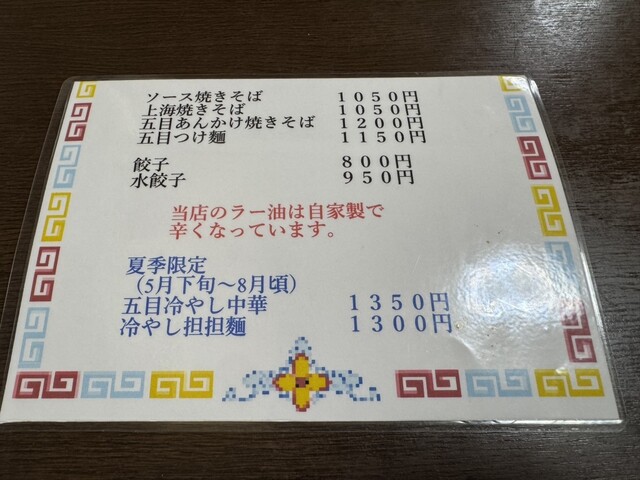 ソース焼きそば 1050円
上海焼きそば 1050円
五目あんかけ焼きそば 1200円
五目つけ麺 1150円
餃子 800円
水餃子 950円
当店のラー油は自家製で
辛くなっています。
夏季限定
（5月下旬～8月頃）
五目冷やし中華 1350円
冷やし担担麺 1300円